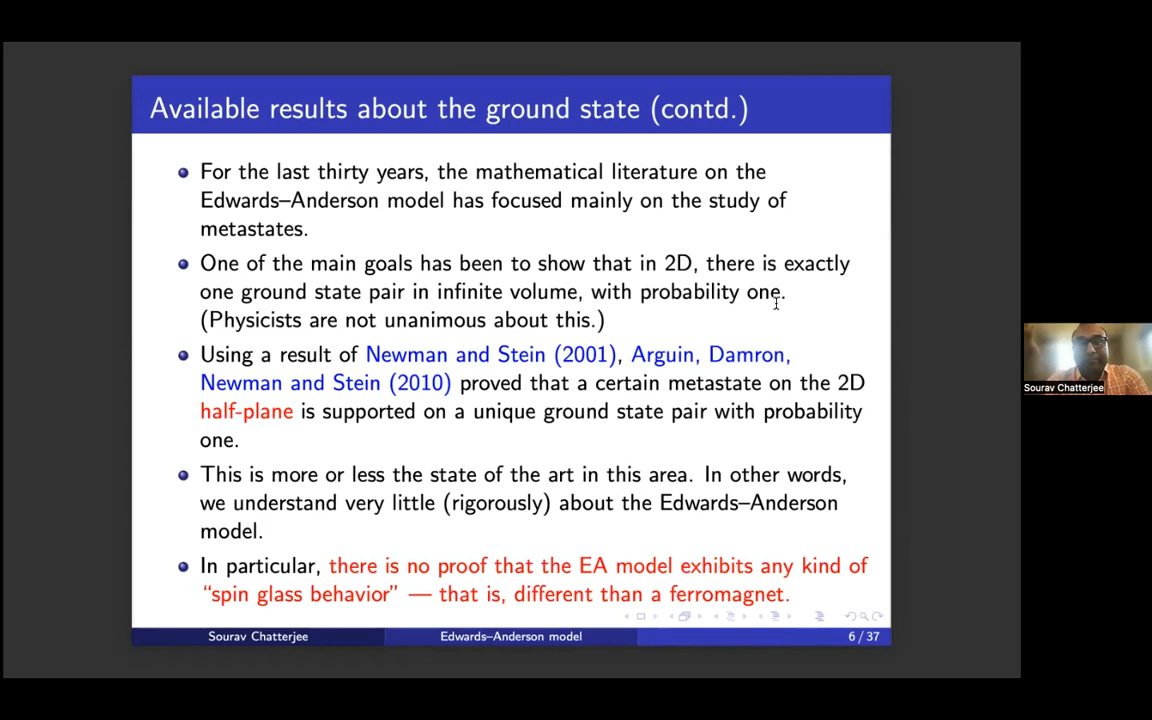 Available results about the ground state (contd.)
For the last thirty years, the mathematical literature on the
Edwards–Anderson model has focused mainly on the study of
metastates.
One of the main goals has been to show that in 2D, there is exactly
one ground state pair in infinite volume, with probability one.
(Physicists are not unanimous about this.)
Using a result of Newman and Stein (2001), Arguin, Damron,
Newman and Stein (2010) proved that a certain metastate on the 2D
half-plane is supported on a unique ground state pair with probability
one.
This is more or less the state of the art in this area. In other words,
we understand very little (rigorously) about the Edwards–Anderson
model.
In particular, there is no proof that the EA model exhibits any kind of
“spin glass behavior” — that is, different than a ferromagnet.
Sourav Chatterjee Edwards–Anderson model 6 / 37
Sourav Chatterjee